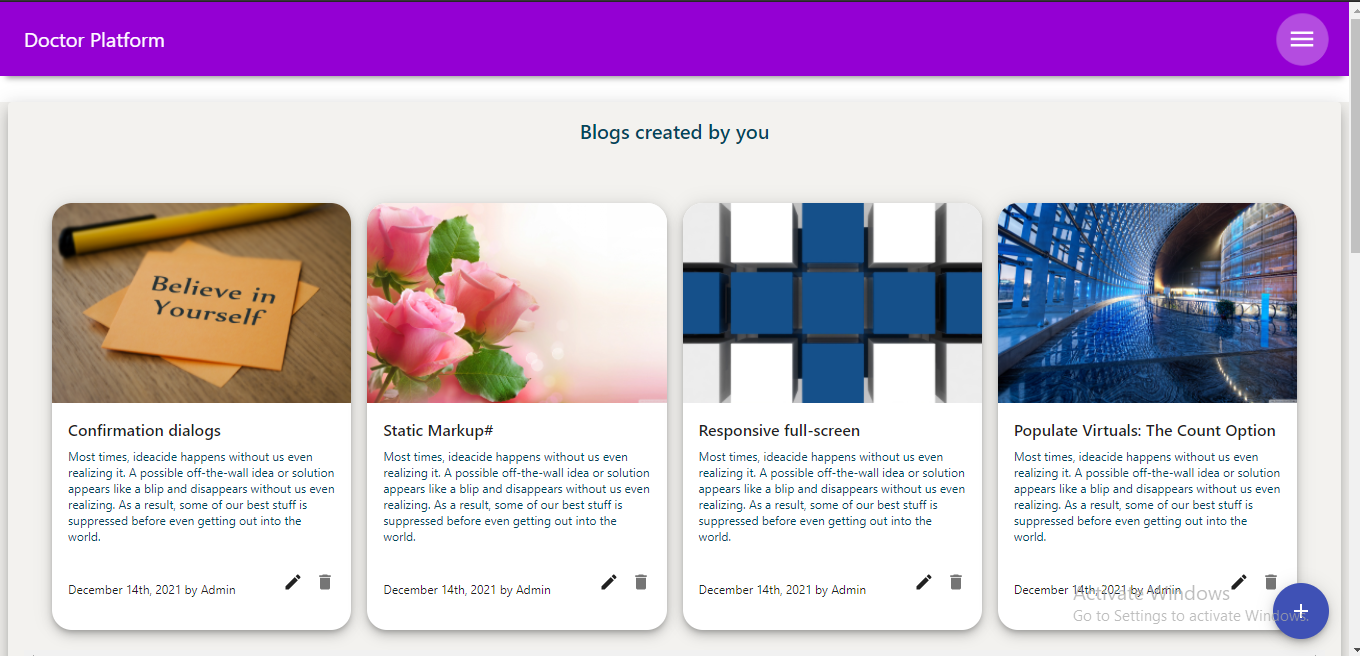 Doctor Platform
Blogs created by you
Believe in
Yourself
Confirmation dialogs
Most times, ideacide happens without us even
realizing it. A possible off-the-wall idea or solution
appears like a blip and disappears without us even
realizing. As a result, some of our best stuff is
suppressed before even getting out into the
world.
December 14th, 2021 by Admin
Static Markup#
Most times, ideacide happens without us even
realizing it. A possible off-the-wall idea or solution
appears like a blip and disappears without us even
realizing. As a result, some of our best stuff is
suppressed before even getting out into the
world.
December 14th, 2021 by Admin
Responsive full-screen
Most times, ideacide happens without us even
realizing it. A possible off-the-wall idea or solution
appears like a blip and disappears without us even
realizing. As a result, some of our best stuff is
suppressed before even getting out into the
world.
December 14th, 2021 by Admin
Populate Virtuals: The Count Option
Most times, ideacide happens without us even
realizing it. A possible off-the-wall idea or solution
appears like a blip and disappears without us even
realizing. As a result, some of our best stuff is
suppressed before even getting out into the
world.
December 14th, 2021 by Admin
Activate Windows
Go to Settings to activate Windows.